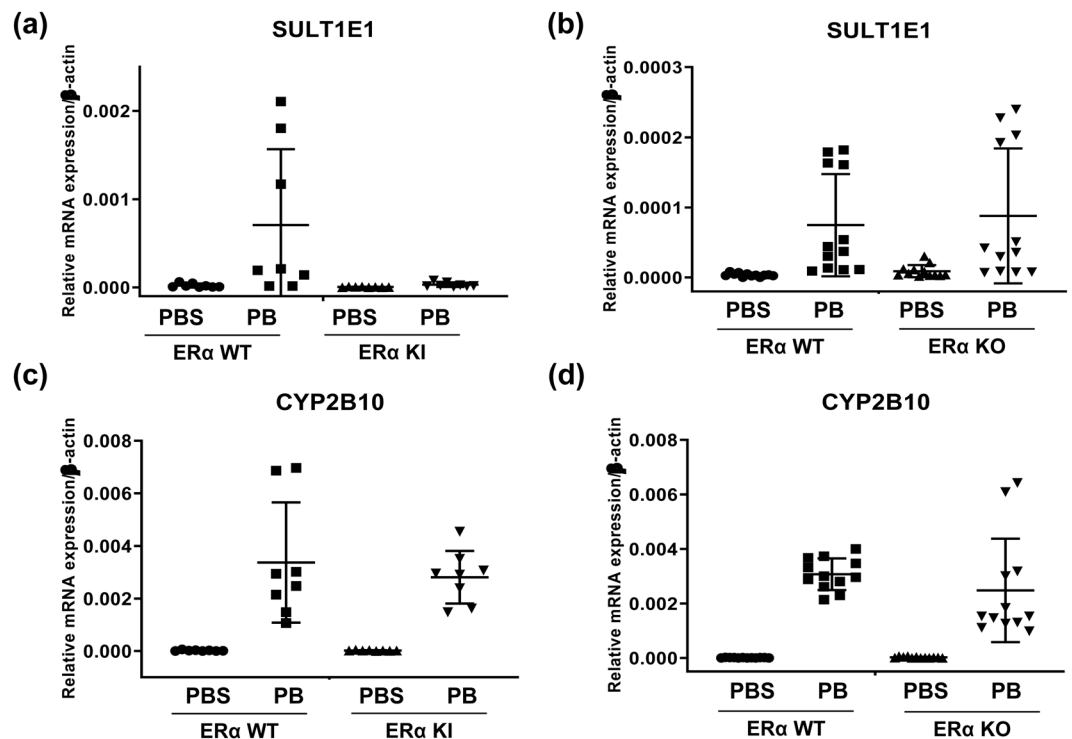 (a)
SULT1E1
Relative mRNA expression/β-actin
0.002
0.001
0.000
PBS PB PBS PB
ERα WT ERα KI
(b)
SULT1E1
Relative mRNA expression/β-actin
0.0003
0.0002
0.0001
0.0000
PBS PB PBS PB
ERα WT ERα KO
(c)
CYP2B10
Relative mRNA expression/β-actin
0.008
0.006
0.004
0.002
0.000
PBS PB PBS PB
ERα WT ERα KI
(d)
CYP2B10
Relative mRNA expression/β-actin
0.008
0.006
0.004
0.002
0.000
PBS PB PBS PB
ERα WT ERα KO